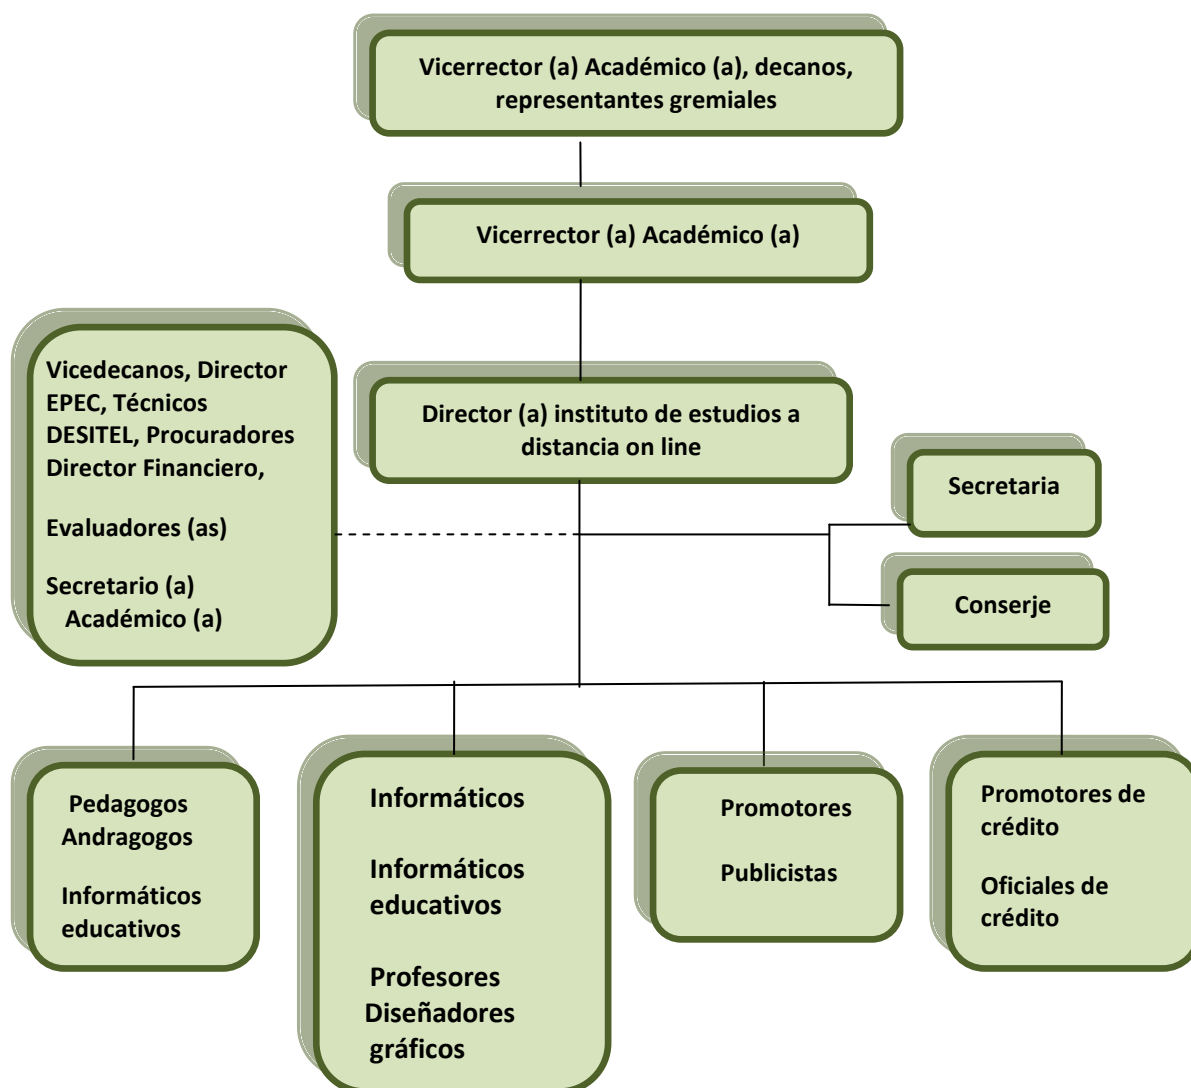 Vicerrector (a) Académico (a), decanos,
representantes gremiales
Vicerrector (a) Académico (a)
Vicedecanos, Director
EPEC, Técnicos
DESITEL, Procuradores
Director Financiero,
Evaluadores (as)
Secretario (a)
Académico (a)
Director (a) instituto de estudios a
distancia on line
Secretaria
Conserje
Pedagogos
Andragogos
Informáticos
educativos
Informáticos
Informáticos
educativos
Profesores
Diseñadores
gráficos
Promotores
Publicistas
Promotores de
crédito
Oficiales de
crédito